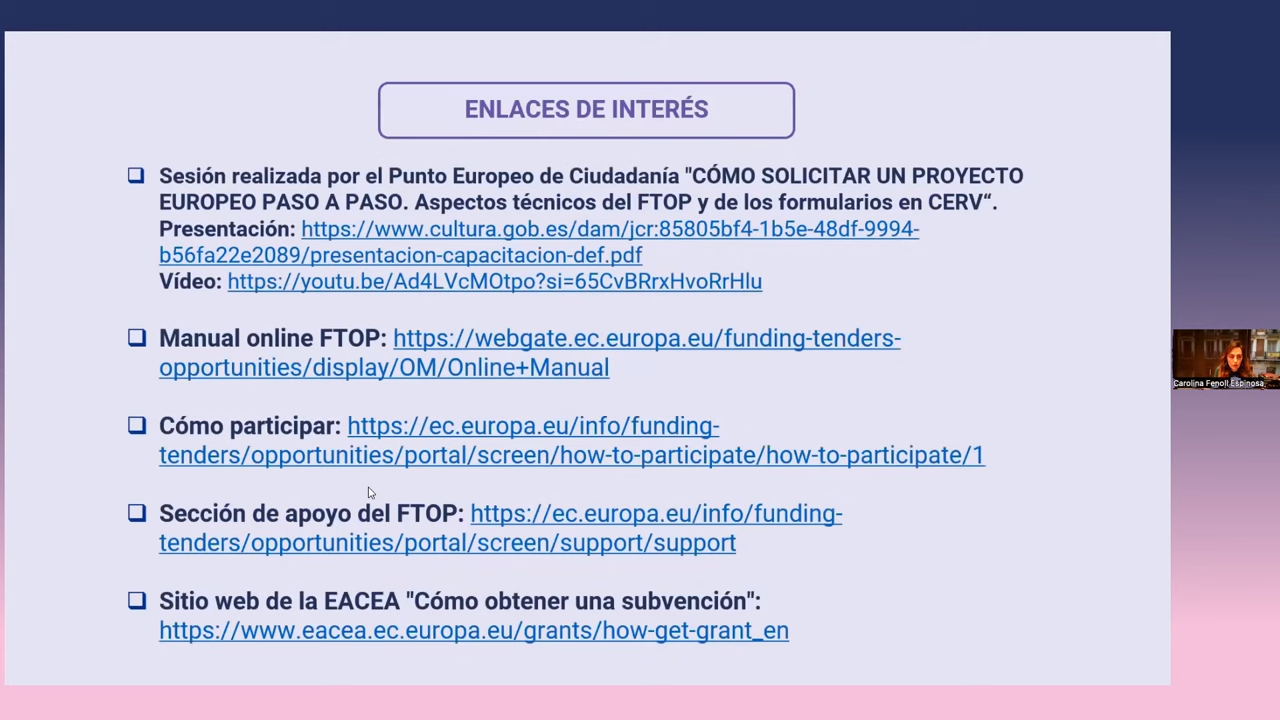 ENLACES DE INTERÉS
Sesión realizada por el Punto Europeo de Ciudadanía "CÓMO SOLICITAR UN PROYECTO
EUROPEO PASO A PASO. Aspectos técnicos del FTOP y de los formularios en CERV“.
Presentación: https://www.cultura.gob.es/dam/jcr:85805bf4-1b5e-48df-9994-
b56fa22e2089/presentacion-capacitacion-def.pdf
Vídeo: https://youtu.be/Ad4LVcMOtpo?si=65CvBRrxHvoRrHlu
Manual online FTOP: https://webgate.ec.europa.eu/funding-tenders-
opportunities/display/OM/Online+Manual
Cómo participar: https://ec.europa.eu/info/funding-
tenders/opportunities/portal/screen/how-to-participate/how-to-participate/1
Sección de apoyo del FTOP: https://ec.europa.eu/info/funding-
tenders/opportunities/portal/screen/support/support
Sitio web de la EACEA "Cómo obtener una subvención":
https://www.eacea.ec.europa.eu/grants/how-get-grant_en
Carolina Fenoll Espinosa